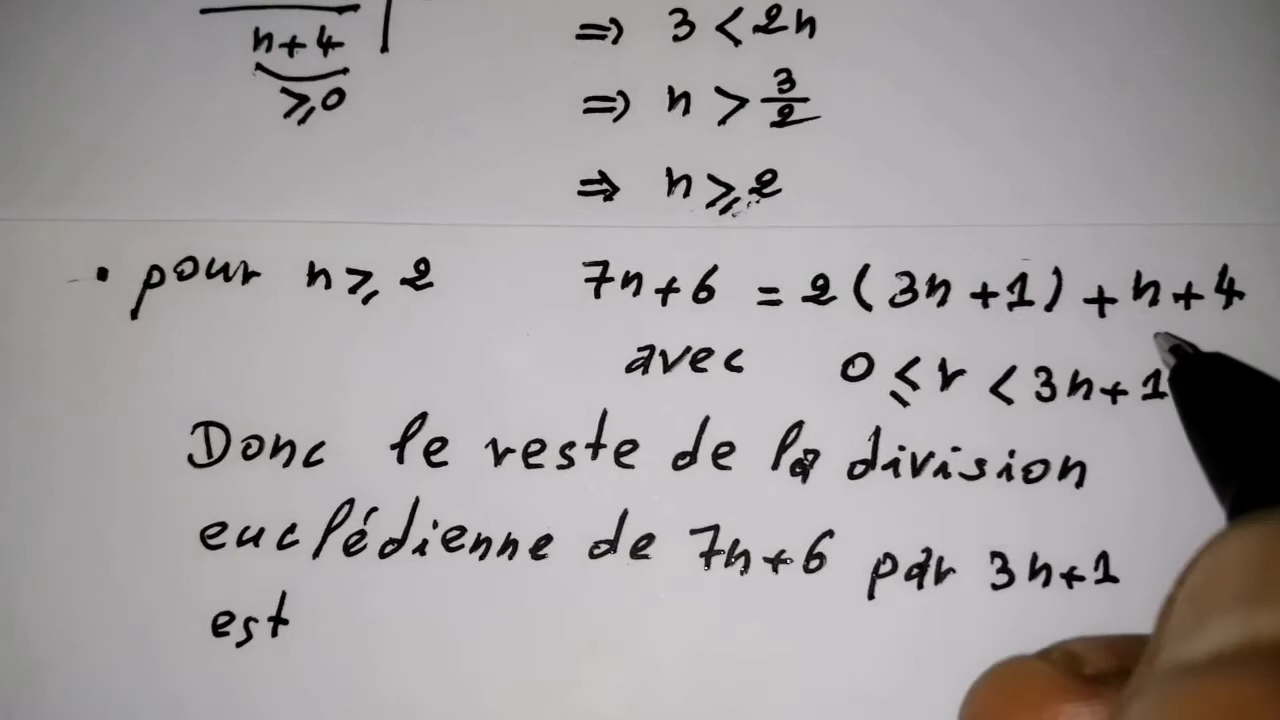 n+4
≥0
⇒ 3 < 2n
⇒ n > 3/2
⇒ n ≥ 2
• pour n ≥ 2 7n+6 = 2(3n+1)+n+4
avec 0 ≤ r < 3n+1
Donc le reste de la division
euclédienne de 7n+6 par 3n+1
est